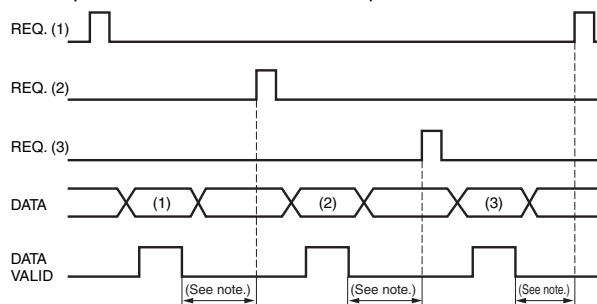 REQ. (1)
REQ. (2)
REQ. (3)
DATA
(1)
(2)
(3)
DATA
VALID
(See note.)
(See note.)
(See note.)